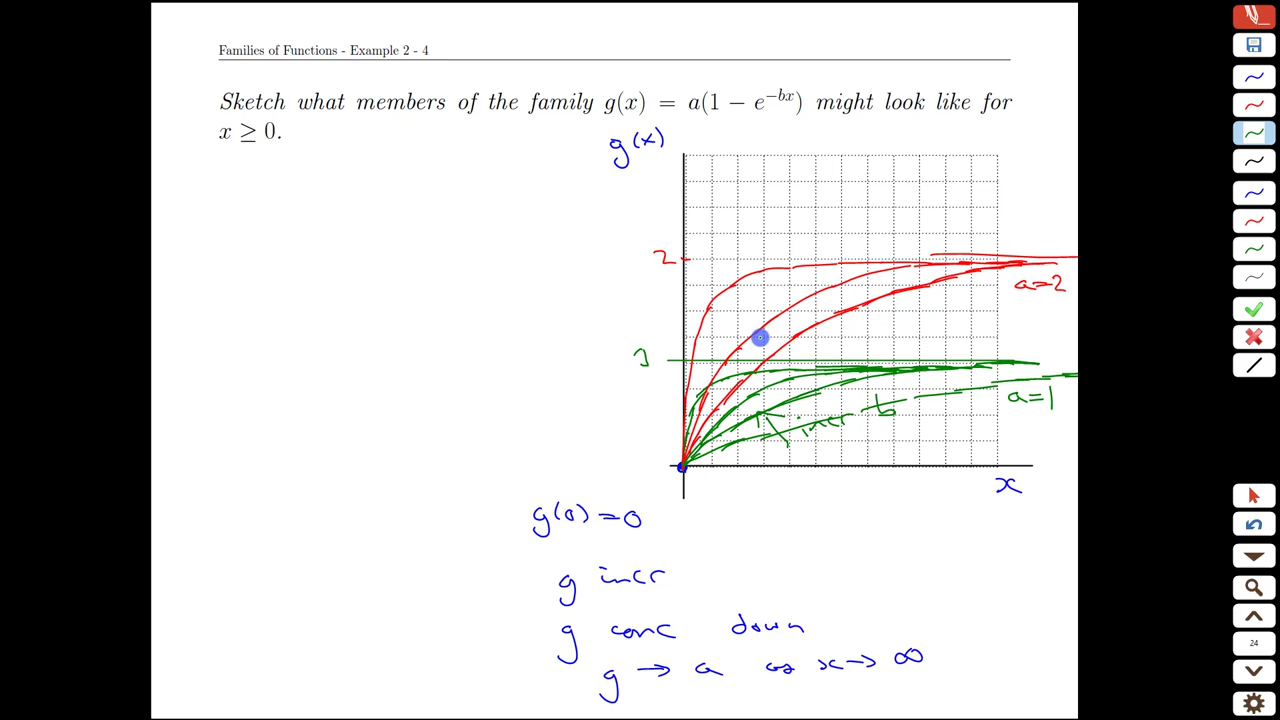 Families of Functions - Example 2 - 4
Sketch what members of the family g(x) = a(1 − e^{−bx}) might look like for
x ≥ 0.
g(x)
2
a=2
a=1
incr b
x
g(0) = 0
g incr
g conc down
g → a as x → ∞
24